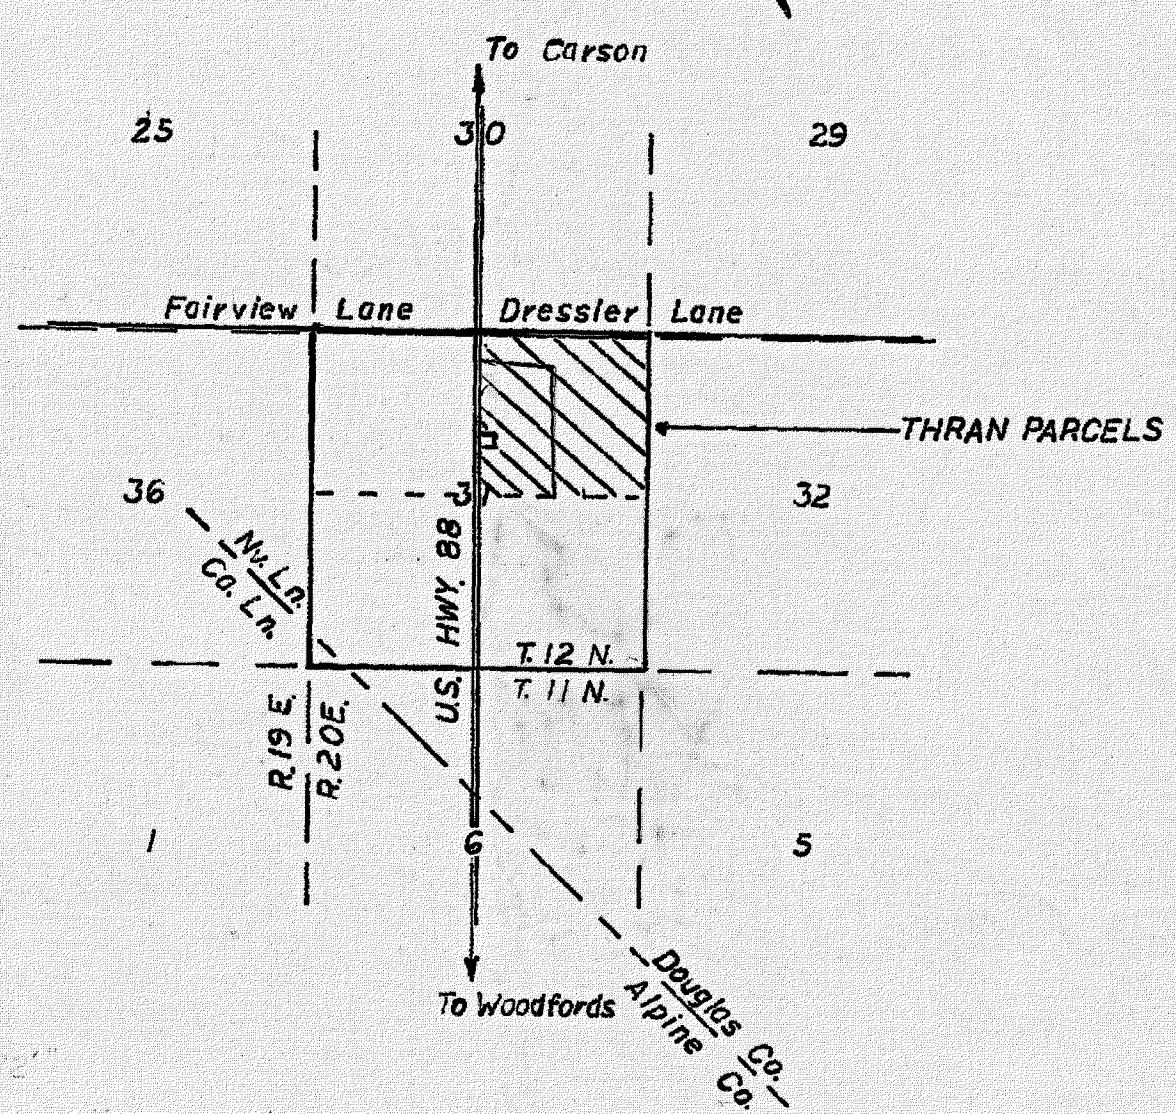 To Carson
25 30 29
Fairview Lane Dressler Lane
THRAN PARCELS
36 31 32
Nv. Ln.
Ca. Ln.
U.S. HWY. 88
T. 12 N.
T. 11 N.
R. 19 E.
R. 20E.
1 6 5
To Woodfords
Douglas Co.
Alpine Co.